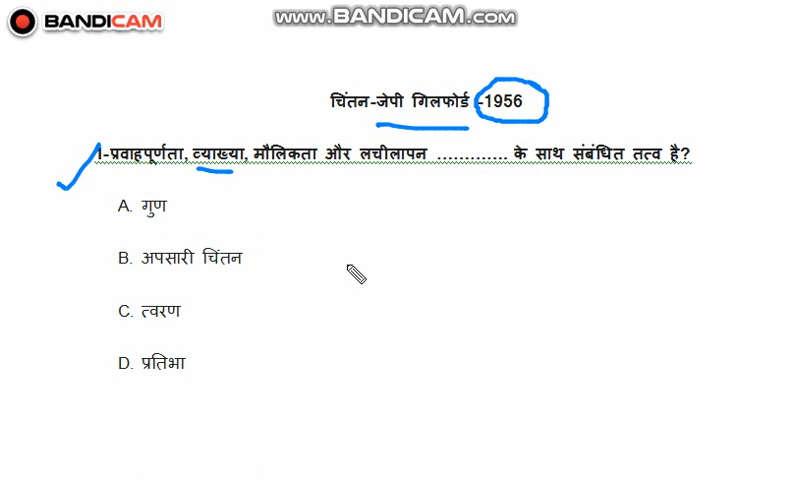 BANDICAM
www.BANDICAM.com
चिंतन-जेपी गिलफोर्ड -1956
1-प्रवाहपूर्णता, व्याख्या, मौलिकता और लचीलापन ............. के साथ संबंधित तत्व है?
A. गुण
B. अपसारी चिंतन
C. त्वरण
D. प्रतिभा